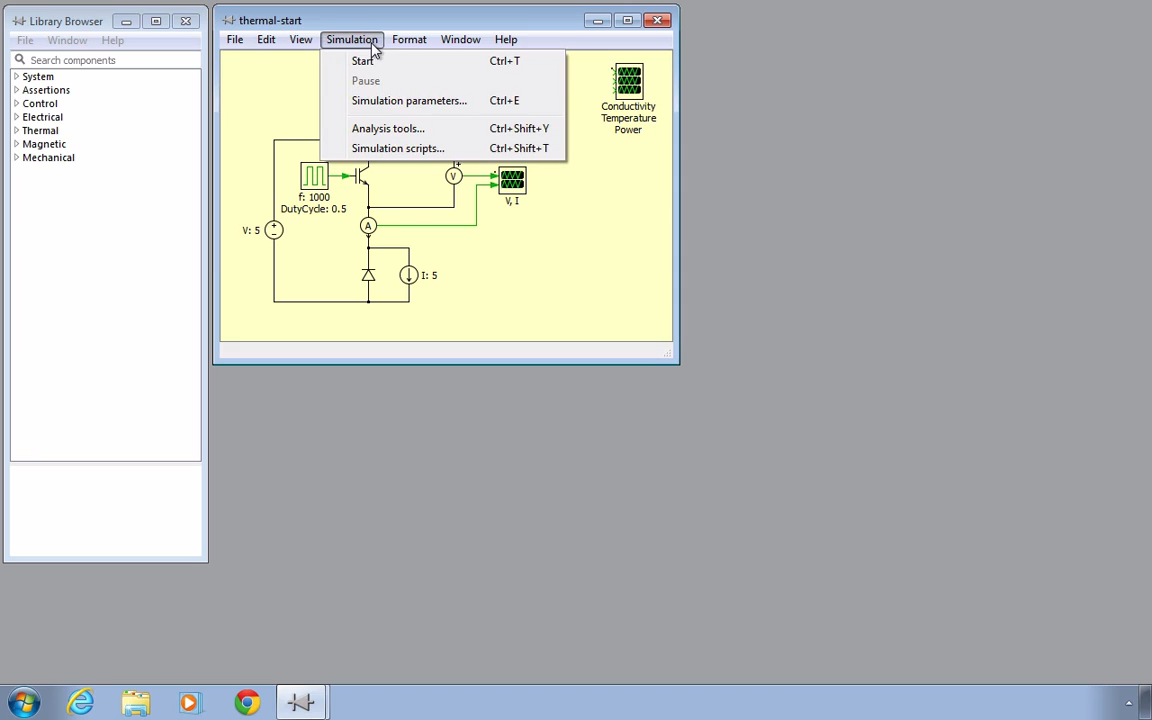 Library Browser
File Window Help
Search components
System
Assertions
Control
Electrical
Thermal
Magnetic
Mechanical
thermal-start
File Edit View Simulation Format Window Help
Start Ctrl+T
Pause
Simulation parameters... Ctrl+E
Analysis tools... Ctrl+Shift+Y
Simulation scripts... Ctrl+Shift+T
Conductivity
Temperature
Power
f: 1000
DutyCycle: 0.5
V
V, I
V: 5
A
I: 5